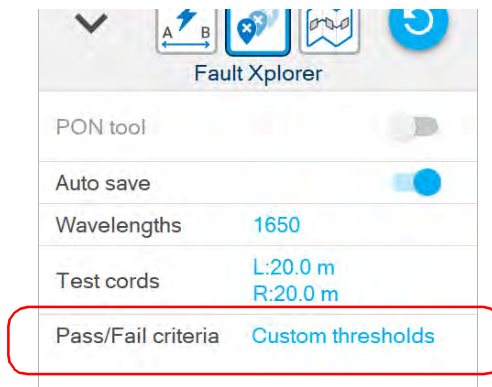 A B
Fault Xplorer
PON tool
Auto save
Wavelengths 1650
Test cords L:20.0 m
R:20.0 m
Pass/Fail criteria Custom thresholds